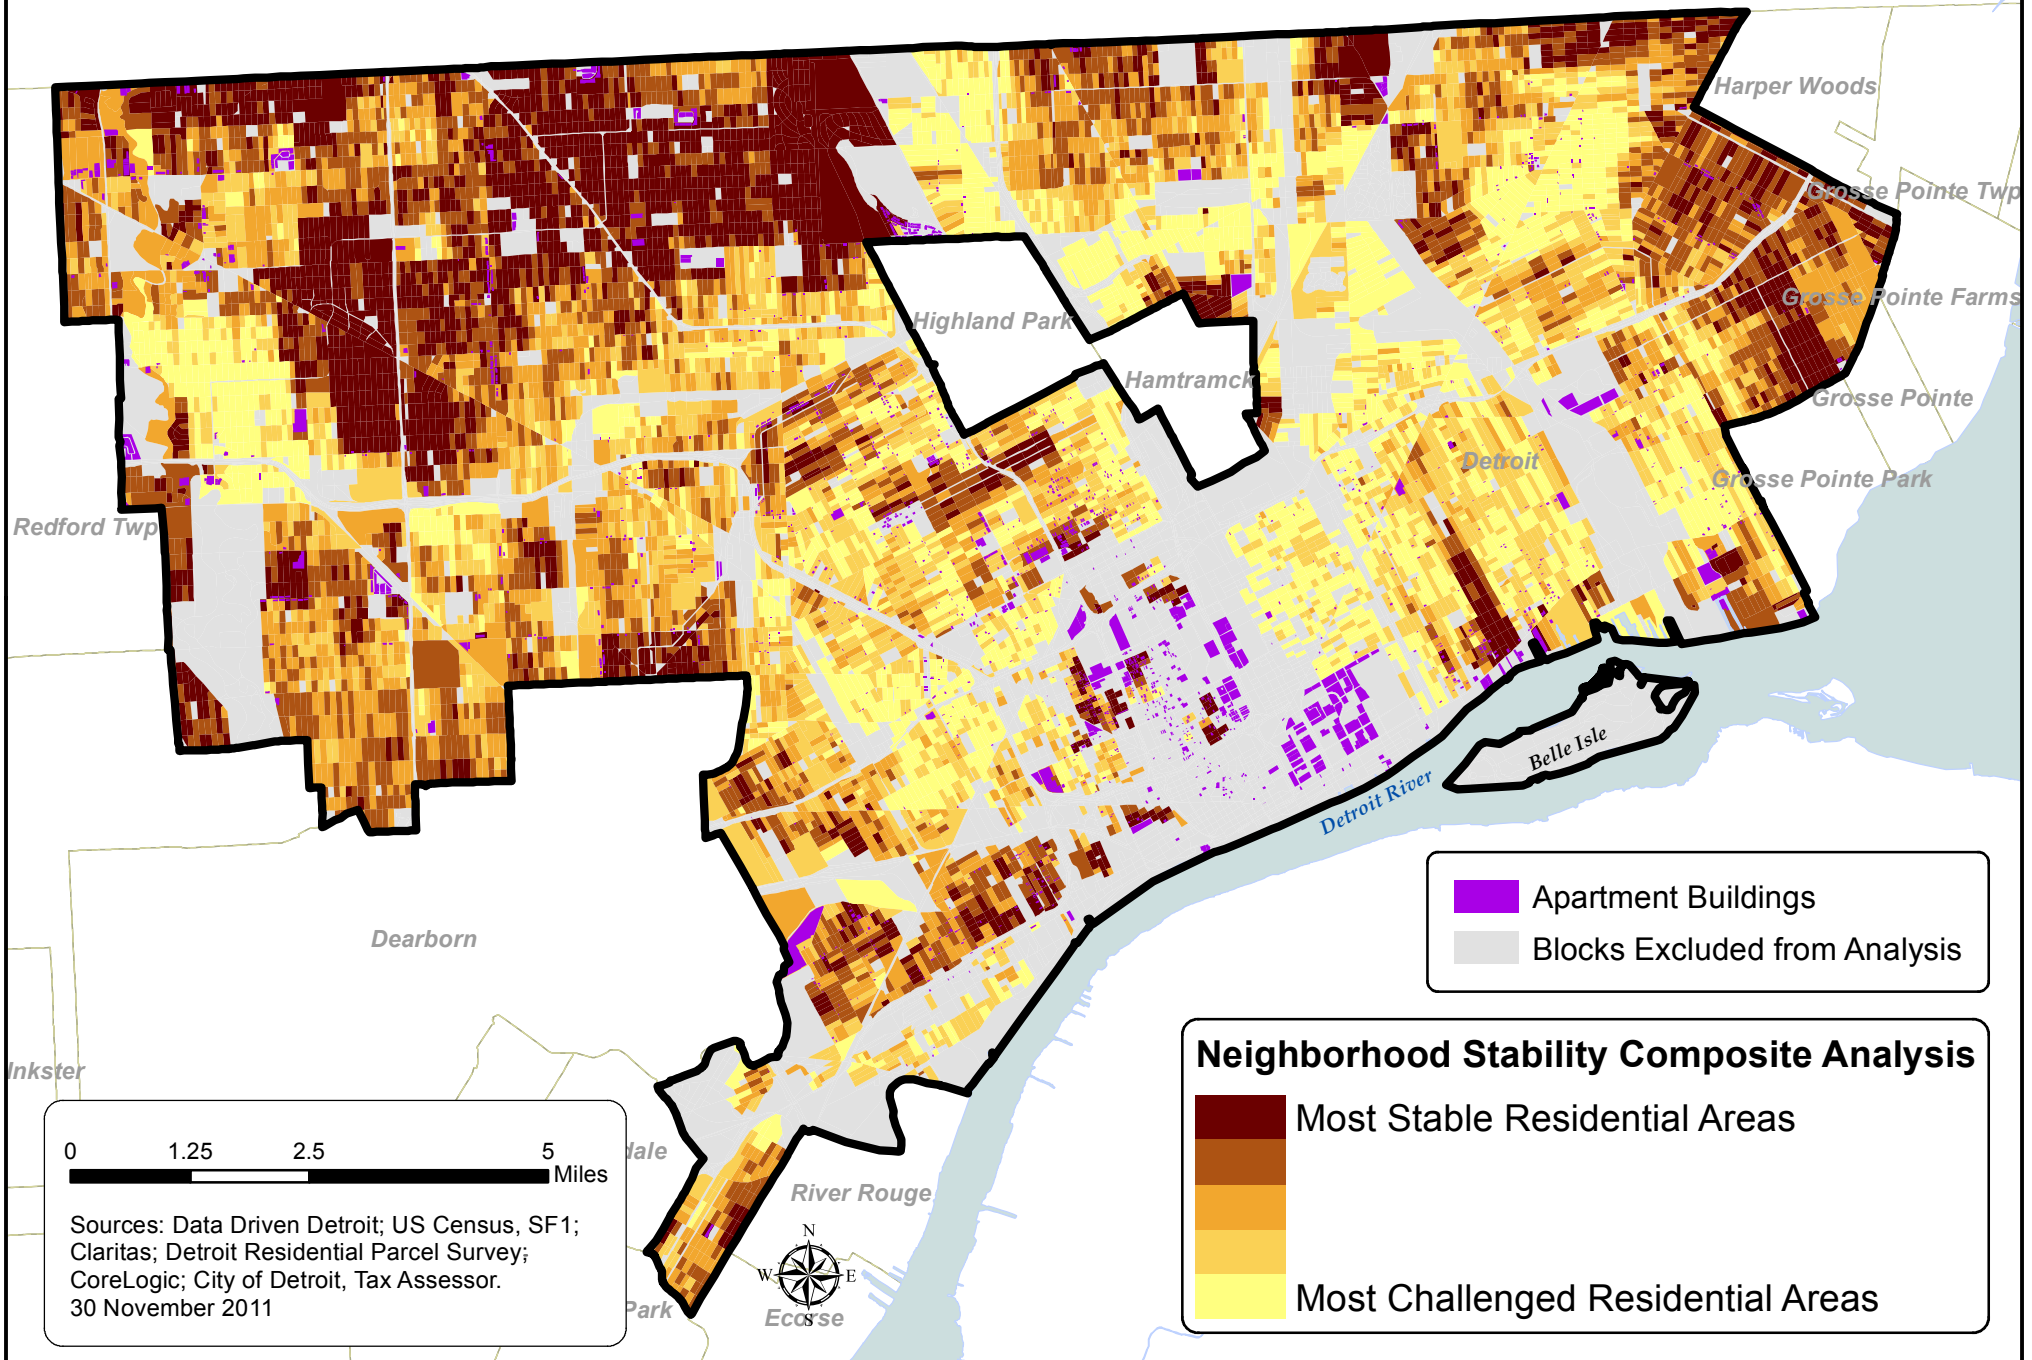 Harper Woods
Grosse Pointe Twp
Grosse Pointe Farms
Highland Park
Hamtramck
Grosse Pointe
Detroit
Grosse Pointe Park
Redford Twp
Belle Isle
Detroit River
Apartment Buildings
Blocks Excluded from Analysis
Dearborn
Inkster
Neighborhood Stability Composite Analysis
Most Stable Residential Areas
Most Challenged Residential Areas
0 1.25 2.5 5
Miles
Sources: Data Driven Detroit; US Census, SF1;
Claritas; Detroit Residential Parcel Survey;
CoreLogic; City of Detroit, Tax Assessor.
30 November 2011
dale
River Rouge
N
W E
S
Park
Ecorse